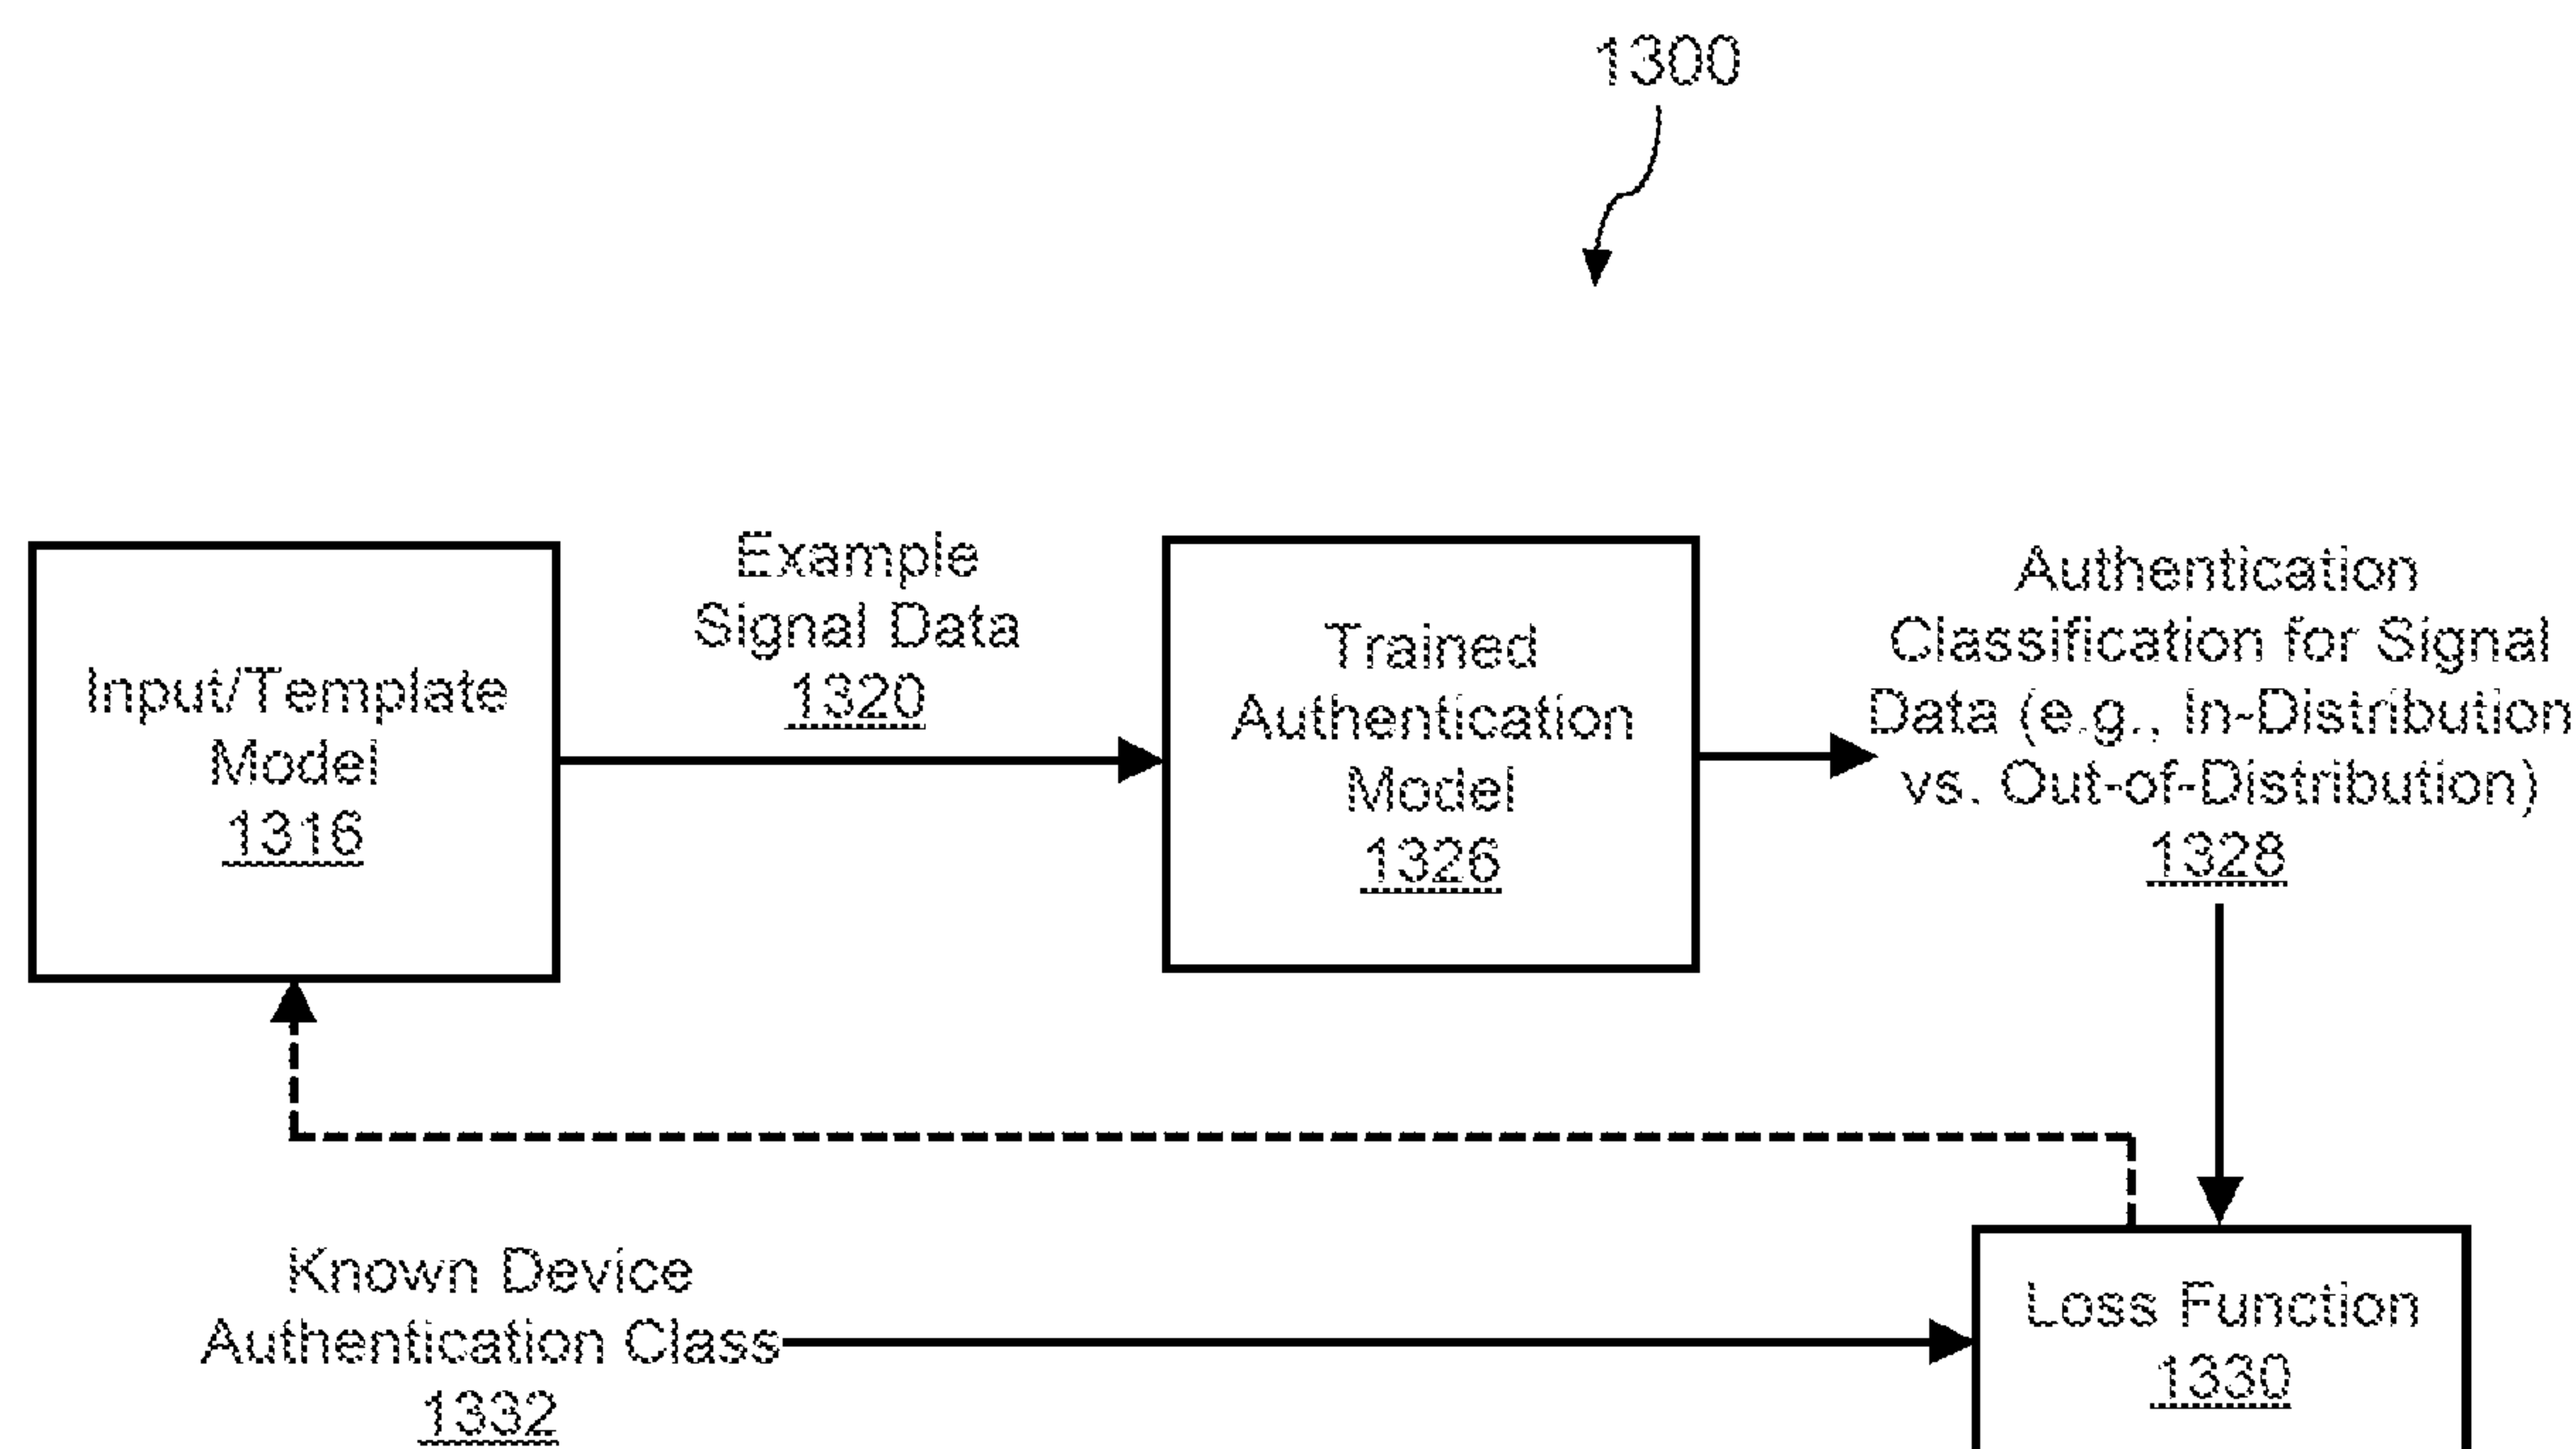 1300
Input/Template
Model
1316
Example
Signal Data
1320
Trained
Authentication
Model
1326
Authentication
Classification for Signal
Data (e.g., In-Distribution
vs. Out-of-Distribution)
1328
Known Device
Authentication Class
1332
Loss Function
1330